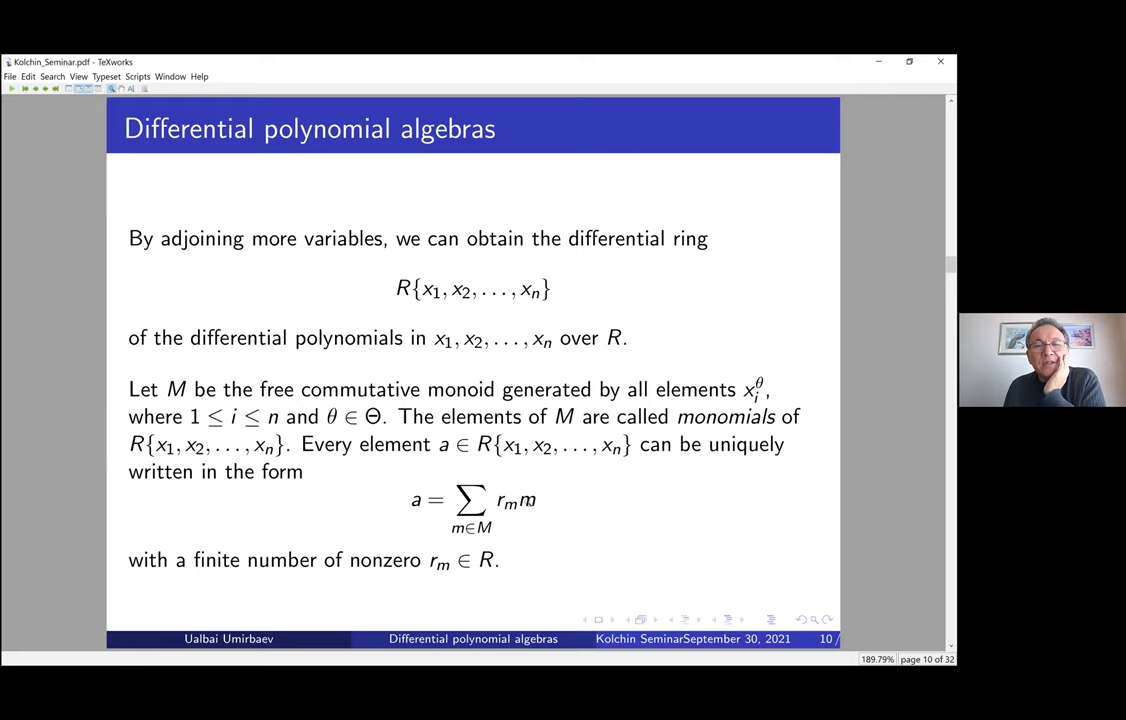 Kolchin_Seminar.pdf - TeXworks
File Edit Search View Typeset Scripts Window Help
Differential polynomial algebras
By adjoining more variables, we can obtain the differential ring
R{x₁, x₂, . . . , xₙ}
of the differential polynomials in x₁, x₂, . . . , xₙ over R.
Let M be the free commutative monoid generated by all elements xᵢ^θ,
where 1 ≤ i ≤ n and θ ∈ Θ. The elements of M are called monomials of
R{x₁, x₂, . . . , xₙ}. Every element a ∈ R{x₁, x₂, . . . , xₙ} can be uniquely
written in the form
a = ∑ rₘm
m∈M
with a finite number of nonzero rₘ ∈ R.
Ualbai Umirbaev Differential polynomial algebras Kolchin SeminarSeptember 30, 2021 10 /
189.79% page 10 of 32